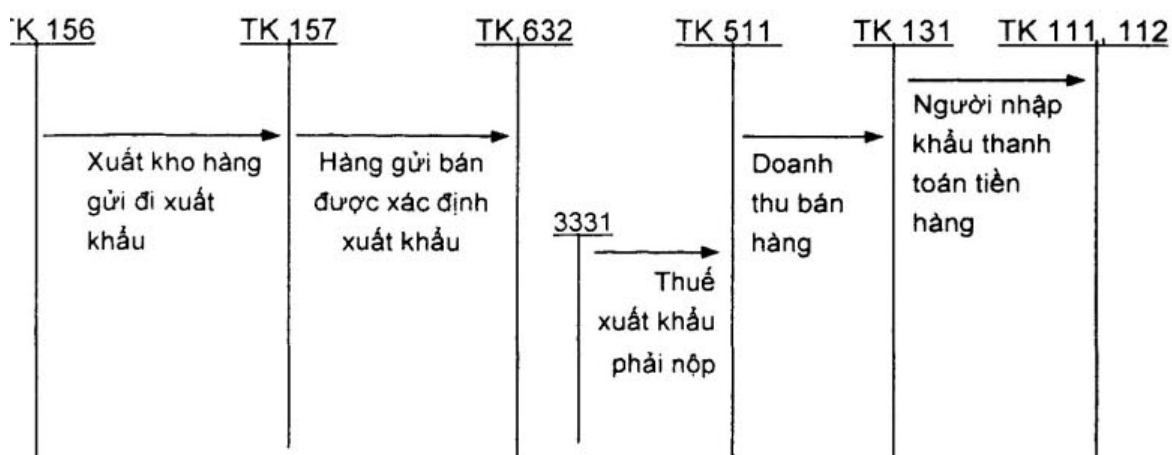 K 156
TK 157
TK 632
TK 511
TK 131
TK 111, 112
Xuất kho hàng
gửi đi xuất
khẩu
Hàng gửi bán
được xác định
xuất khẩu
3331
Thuế
xuất khẩu
phải nộp
Doanh
thu bán
hàng
Người nhập
khẩu thanh
toán tiền
hàng